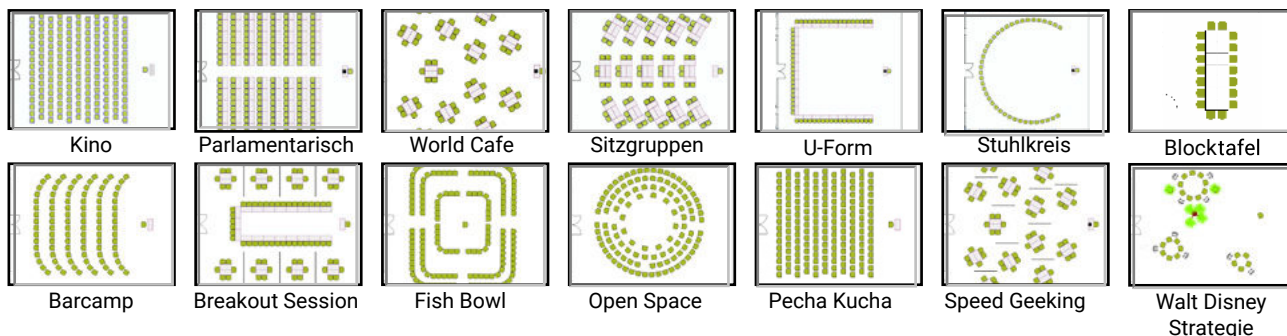 Kino
Parlamentarisch
World Cafe
Sitzgruppen
U-Form
Stuhlkreis
Blocktafel
Barcamp
Breakout Session
Fish Bowl
Open Space
Pecha Kucha
Speed Geeking
Walt Disney
Strategie